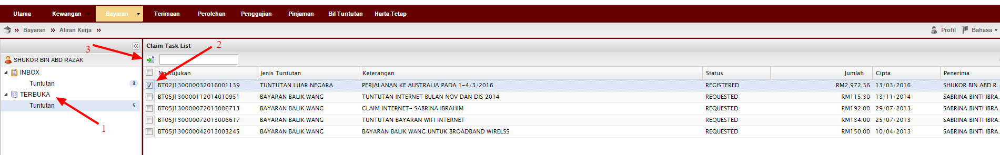 Utama Kewangan Bayaran Terimaan Perolehan Penggajian Pinjaman Bil Tuntutan Harta Tetap
Bayaran Aliran Kerja Profil Bahasa
3 2
Claim Task List
SHUKOR BIN ABD RAZAK
INBOX
Tuntutan 3
TERBUKA
Tuntutan 5
1
No Rujukan Jenis Tuntutan Keterangan Status Jumlah Cipta Penerima
BT02J130000032016001139 TUNTUTAN LUAR NEGARA PERJALANAN KE AUSTRALIA PADA 1-4/3/2016 REGISTERED RM2,972.36 13/03/2016 SHUKOR BIN ABD R...
BT05J130000112014010951 BAYARAN BALIK WANG TUNTUTAN INTERNET BULAN NOV DAN DIS 2014 REQUESTED RM115.30 13/11/2014 SABRINA BINTI IBRA...
BT05J130000072013006713 BAYARAN BALIK WANG CLAIM INTERNET- SABRINA IBRAHIM REQUESTED RM192.00 29/07/2013 SABRINA BINTI IBRA...
BT05J130000072013006617 BAYARAN BALIK WANG TUNTUTAN BAYARAN WIFI INTERNET REQUESTED RM134.00 25/07/2013 SABRINA BINTI IBRA...
BT05J130000042013003245 BAYARAN BALIK WANG BAYARAN BALIK WANG UNTUK BROADBAND WIRELSS REQUESTED RM150.00 10/04/2013 SABRINA BINTI IBRA...